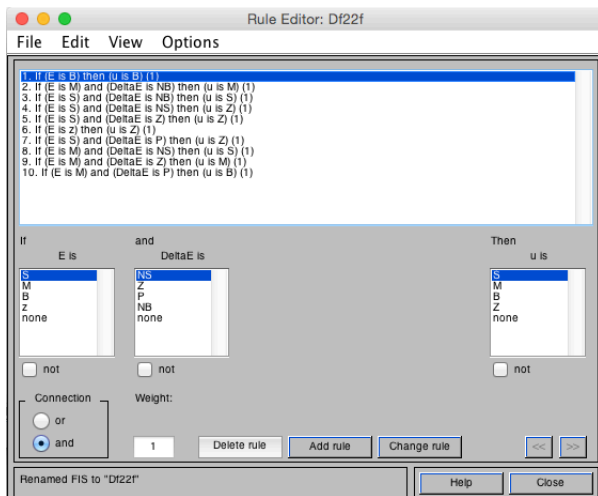 Rule Editor: Df22f
File Edit View Options
1. If (E is B) then (u is B) (1)
2. If (E is M) and (DeltaE is NB) then (u is M) (1)
3. If (E is S) and (DeltaE is NB) then (u is S) (1)
4. If (E is S) and (DeltaE is NS) then (u is Z) (1)
5. If (E is S) and (DeltaE is Z) then (u is Z) (1)
6. If (E is z) then (u is Z) (1)
7. If (E is S) and (DeltaE is P) then (u is Z) (1)
8. If (E is M) and (DeltaE is NS) then (u is S) (1)
9. If (E is M) and (DeltaE is Z) then (u is M) (1)
10. If (E is M) and (DeltaE is P) then (u is B) (1)
If and Then
E is DeltaE is u is
S NS S
M Z M
B P B
z NB Z
none none none
not not not
Connection Weight:
or
and 1 Delete rule Add rule Change rule << >>
Renamed FIS to "Df22f" Help Close